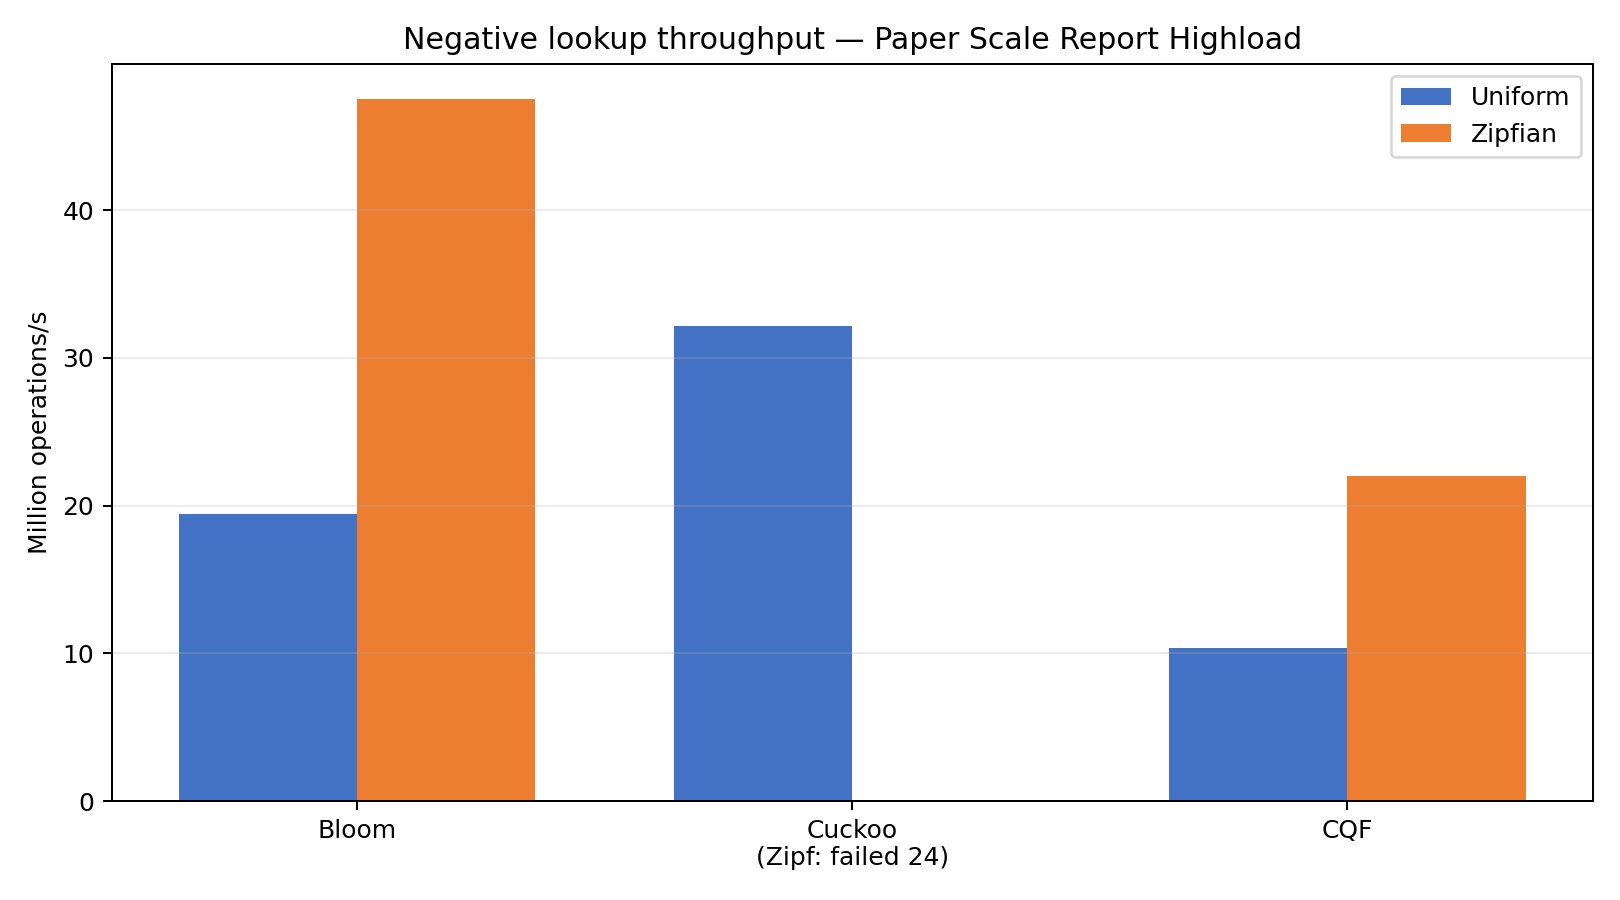 Negative lookup throughput — Paper Scale Report Highload
Uniform
Zipfian
Million operations/s
40
30
20
10
0
Bloom
Cuckoo
(Zipf: failed 24)
CQF